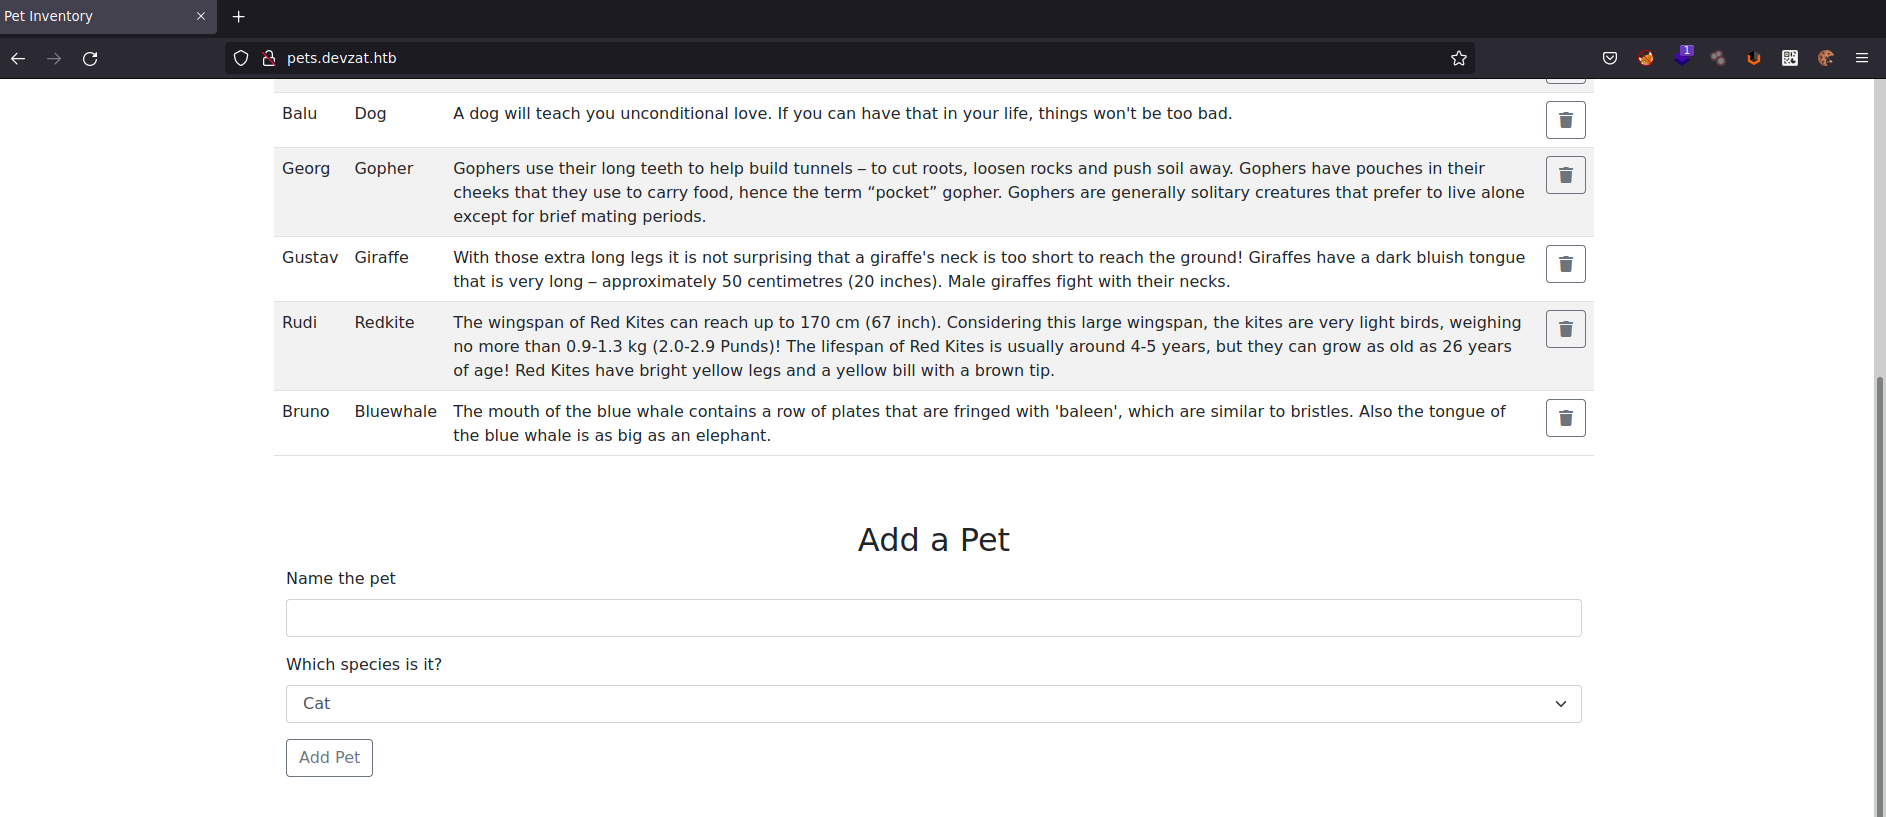 Pet Inventory
pets.devzat.htb
1
Balu Dog A dog will teach you unconditional love. If you can have that in your life, things won't be too bad.
Georg Gopher Gophers use their long teeth to help build tunnels – to cut roots, loosen rocks and push soil away. Gophers have pouches in their
cheeks that they use to carry food, hence the term “pocket” gopher. Gophers are generally solitary creatures that prefer to live alone
except for brief mating periods.
Gustav Giraffe With those extra long legs it is not surprising that a giraffe's neck is too short to reach the ground! Giraffes have a dark bluish tongue
that is very long – approximately 50 centimetres (20 inches). Male giraffes fight with their necks.
Rudi Redkite The wingspan of Red Kites can reach up to 170 cm (67 inch). Considering this large wingspan, the kites are very light birds, weighing
no more than 0.9-1.3 kg (2.0-2.9 Punds)! The lifespan of Red Kites is usually around 4-5 years, but they can grow as old as 26 years
of age! Red Kites have bright yellow legs and a yellow bill with a brown tip.
Bruno Bluewhale The mouth of the blue whale contains a row of plates that are fringed with 'baleen', which are similar to bristles. Also the tongue of
the blue whale is as big as an elephant.
Add a Pet
Name the pet
Which species is it?
Cat
Add Pet